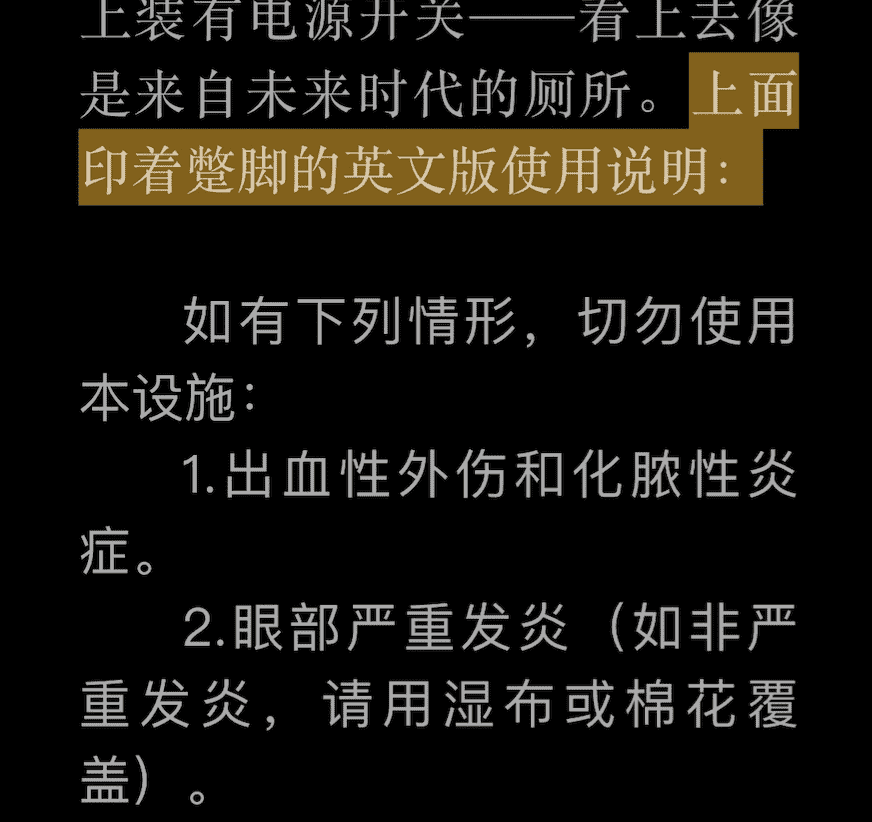 上装有电源开关——看上去像
是来自未来时代的厕所。上面
印着蹩脚的英文版使用说明：
如有下列情形，切勿使用
本设施：
1.出血性外伤和化脓性炎
症。
2.眼部严重发炎（如非严
重发炎，请用湿布或棉花覆
盖）。